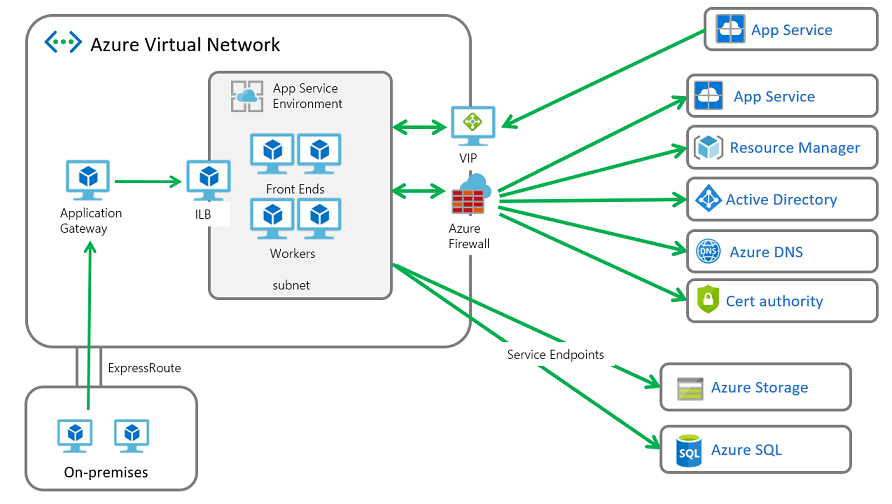 Azure Virtual Network
App Service
App Service
Environment
App Service
VIP
Resource Manager
Front Ends
Active Directory
Application
Gateway
ILB
Azure
Firewall
Workers
Azure DNS
DNS
subnet
Cert authority
Service Endpoints
ExpressRoute
Azure Storage
Azure SQL
SQL
On-premises